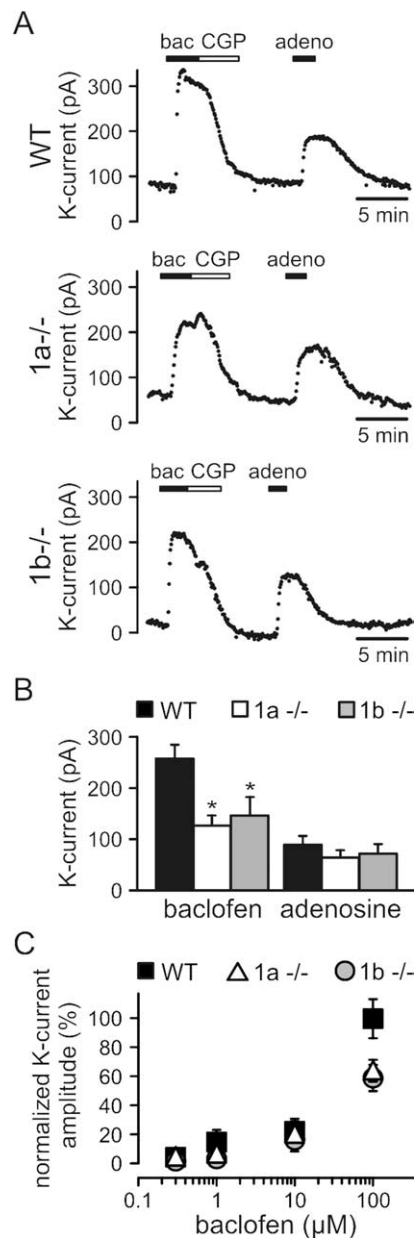 A
bac CGP adeno
WT
K-current (pA)
300
200
100
0
5 min
bac CGP adeno
1a-/-
K-current (pA)
300
200
100
0
5 min
bac CGP adeno
1b-/-
K-current (pA)
300
200
100
0
5 min
B
WT 1a -/- 1b -/-
K-current (pA)
300
200
100
0
* *
baclofen adenosine
C
WT 1a -/- 1b -/-
normalized K-current
amplitude (%)
100
80
60
40
20
0
0.1 1 10 100
baclofen (µM)